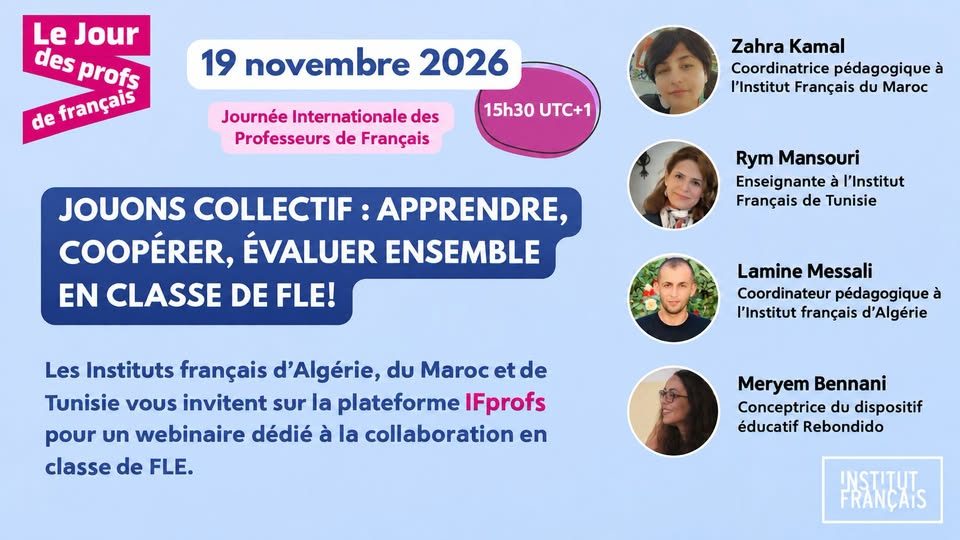 Le Jour
des profs
de français
19 novembre 2026
15h30 UTC+1
Journée Internationale des
Professeurs de Français
JOUONS COLLECTIF : APPRENDRE,
COOPÉRER, ÉVALUER ENSEMBLE
EN CLASSE DE FLE!
Les Instituts français d’Algérie, du Maroc et de
Tunisie vous invitent sur la plateforme IFprofs
pour un webinaire dédié à la collaboration en
classe de FLE.
Zahra Kamal
Coordinatrice pédagogique à
l’Institut Français du Maroc
Rym Mansouri
Enseignante à l’Institut
Français de Tunisie
Lamine Messali
Coordinateur pédagogique à
l’Institut français d’Algérie
Meryem Bennani
Conceptrice du dispositif
éducatif Rebondido
INSTITUT
FRANÇAIS